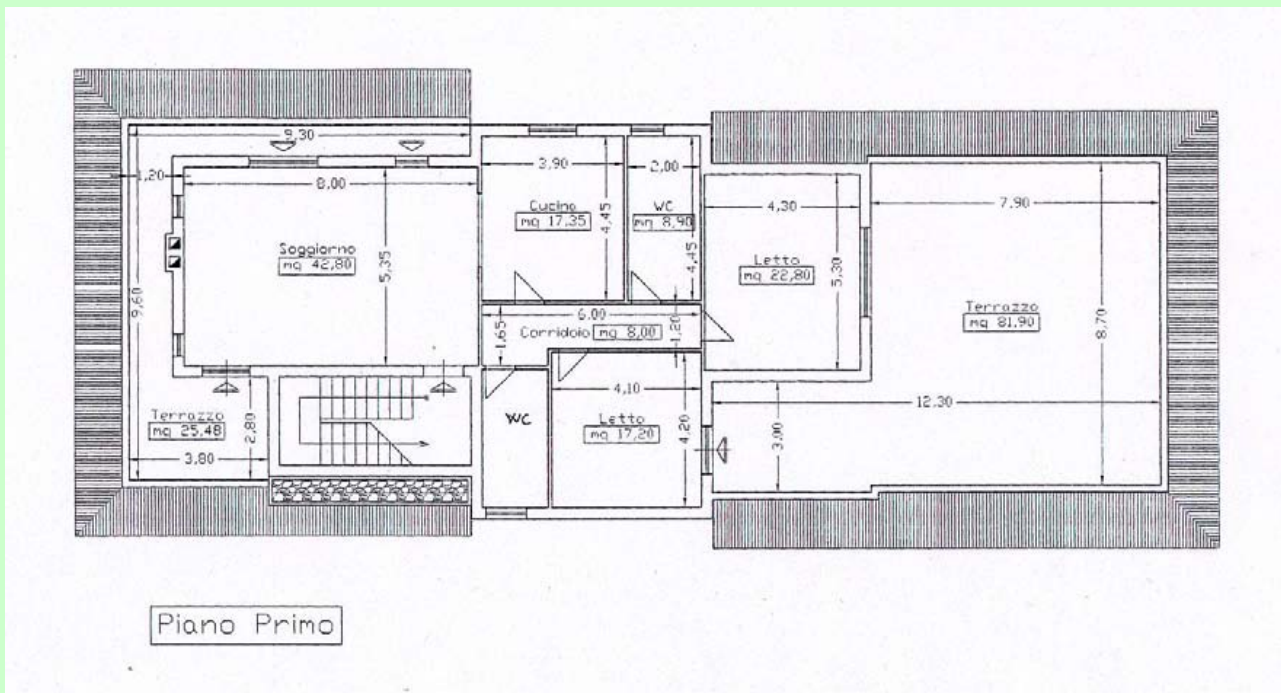 9,30
1,20
8,00
3,90
2,00
7,90
Cucina
mq 17,35
4,45
WC
mq 8,90
4,45
4,30
Soggiorno
mq 42,80
5,35
Letto
mq 22,80
5,30
Terrazzo
mq 81,90
8,70
9,60
6,00
1,65
Corridoio mq 8,00
1,20
4,10
12,30
Terrazzo
mq 25,48
2,80
3,80
WC
Letto
mq 17,20
4,20
Piano Primo